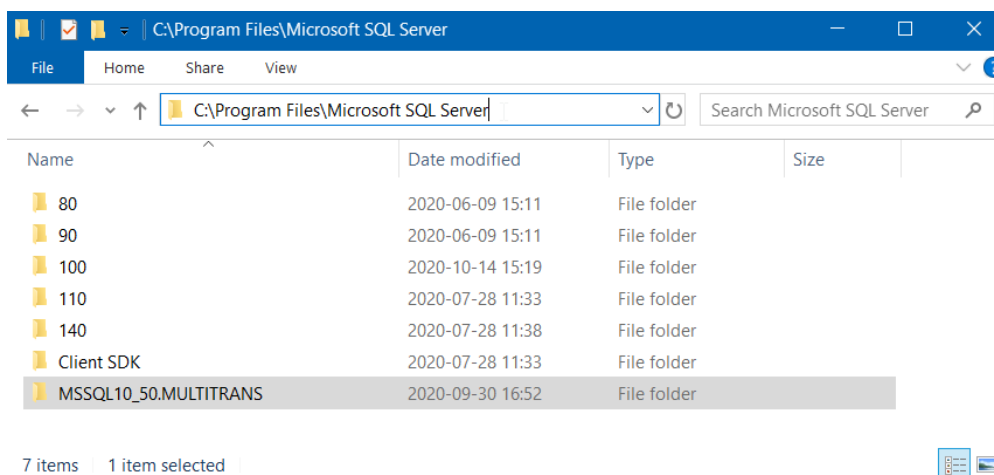 C:\Program Files\Microsoft SQL Server
File Home Share View
C:\Program Files\Microsoft SQL Server Search Microsoft SQL Server
Name Date modified Type Size
80 2020-06-09 15:11 File folder
90 2020-06-09 15:11 File folder
100 2020-10-14 15:19 File folder
110 2020-07-28 11:33 File folder
140 2020-07-28 11:38 File folder
Client SDK 2020-07-28 11:33 File folder
MSSQL10_50.MULTITRANS 2020-09-30 16:52 File folder
7 items 1 item selected